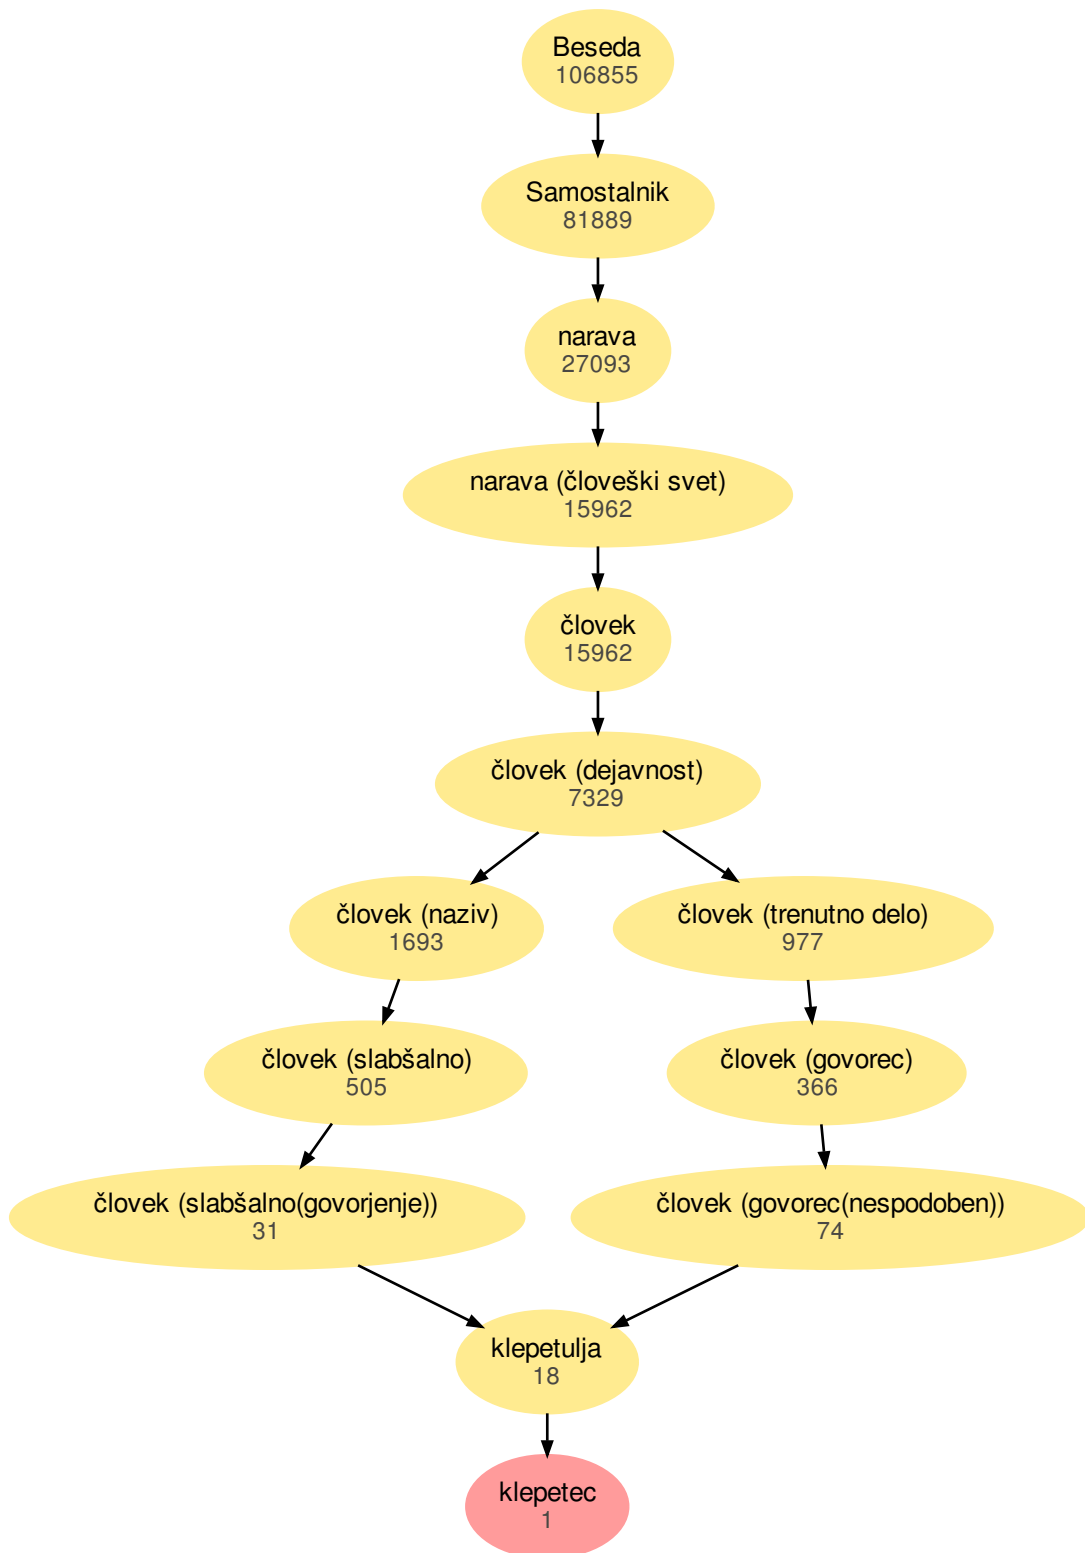 Beseda
106855
Samostalnik
81889
narava
27093
narava (človeški svet)
15962
človek
15962
človek (dejavnost)
7329
človek (naziv)
1693
človek (trenutno delo)
977
človek (slabšalno)
505
človek (govorec)
366
človek (slabšalno(govorjenje))
31
človek (govorec(nespodoben))
74
klepetulja
18
klepetec
1